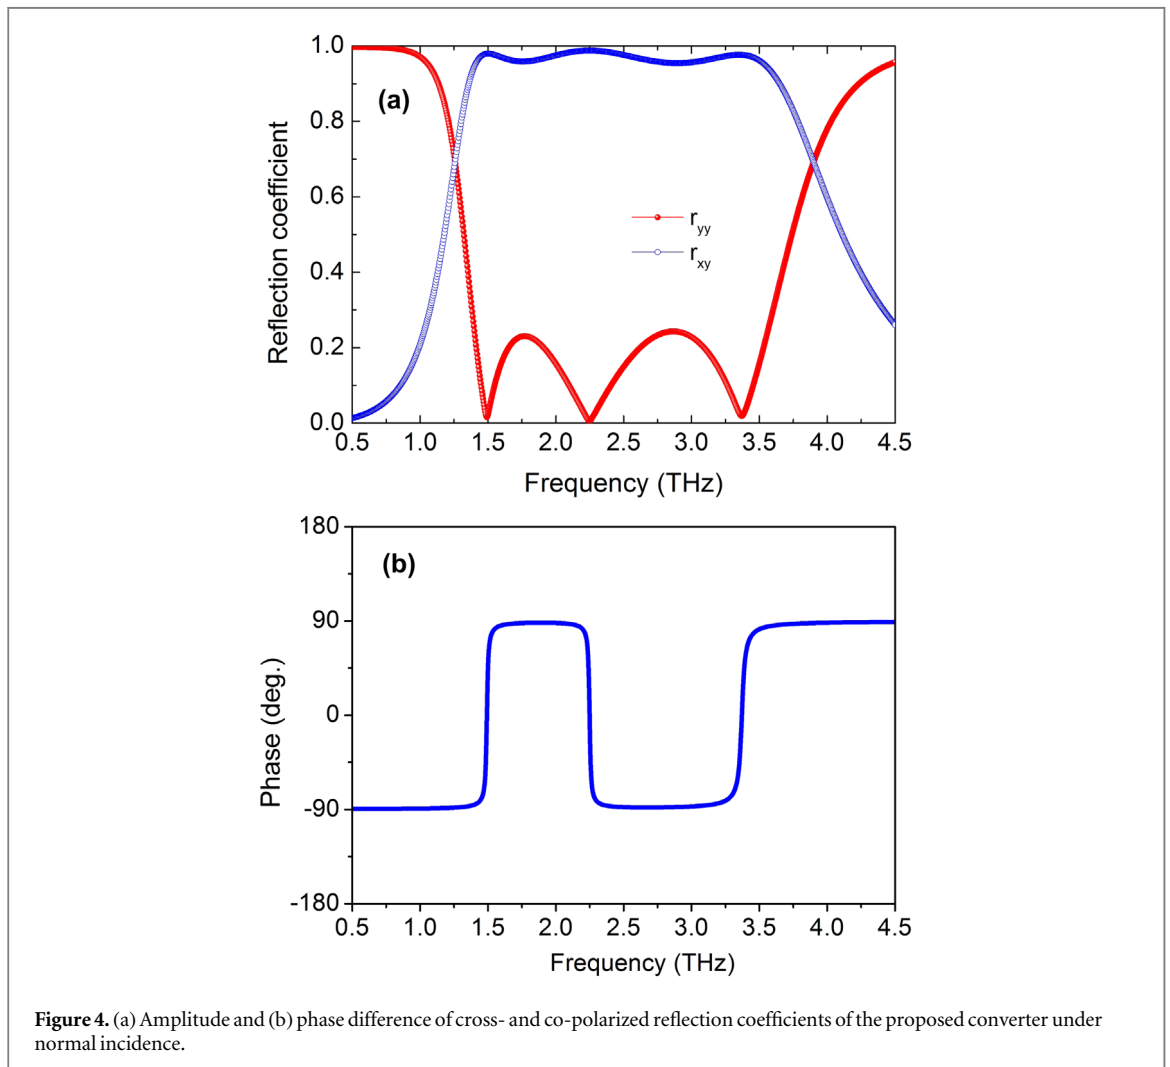 1.0
(a)
0.8
0.6
0.4
0.2
0.0
Reflection coefficient
r_yy
r_xy
0.5 1.0 1.5 2.0 2.5 3.0 3.5 4.0 4.5
Frequency (THz)
180
(b)
90
0
-90
-180
Phase (deg.)
0.5 1.0 1.5 2.0 2.5 3.0 3.5 4.0 4.5
Frequency (THz)
Figure 4. (a) Amplitude and (b) phase difference of cross- and co-polarized reflection coefficients of the proposed converter under
normal incidence.